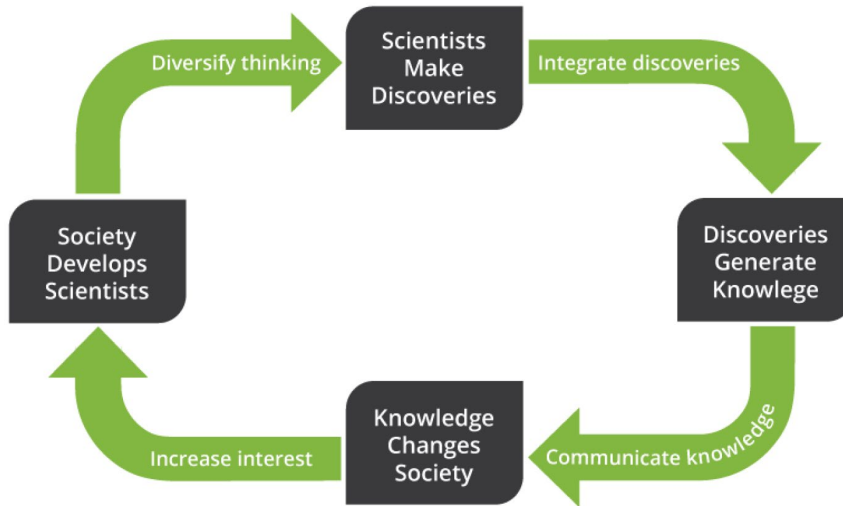 Scientists
Make
Discoveries
Integrate discoveries
Discoveries
Generate
Knowlege
Communicate knowledge
Knowledge
Changes
Society
Increase interest
Society
Develops
Scientists
Diversify thinking